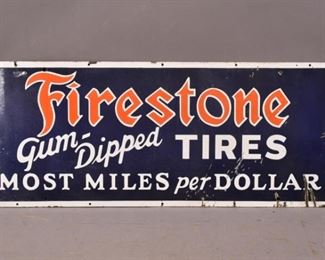 Firestone
Gum-Dipped TIRES
MOST MILES per DOLLAR